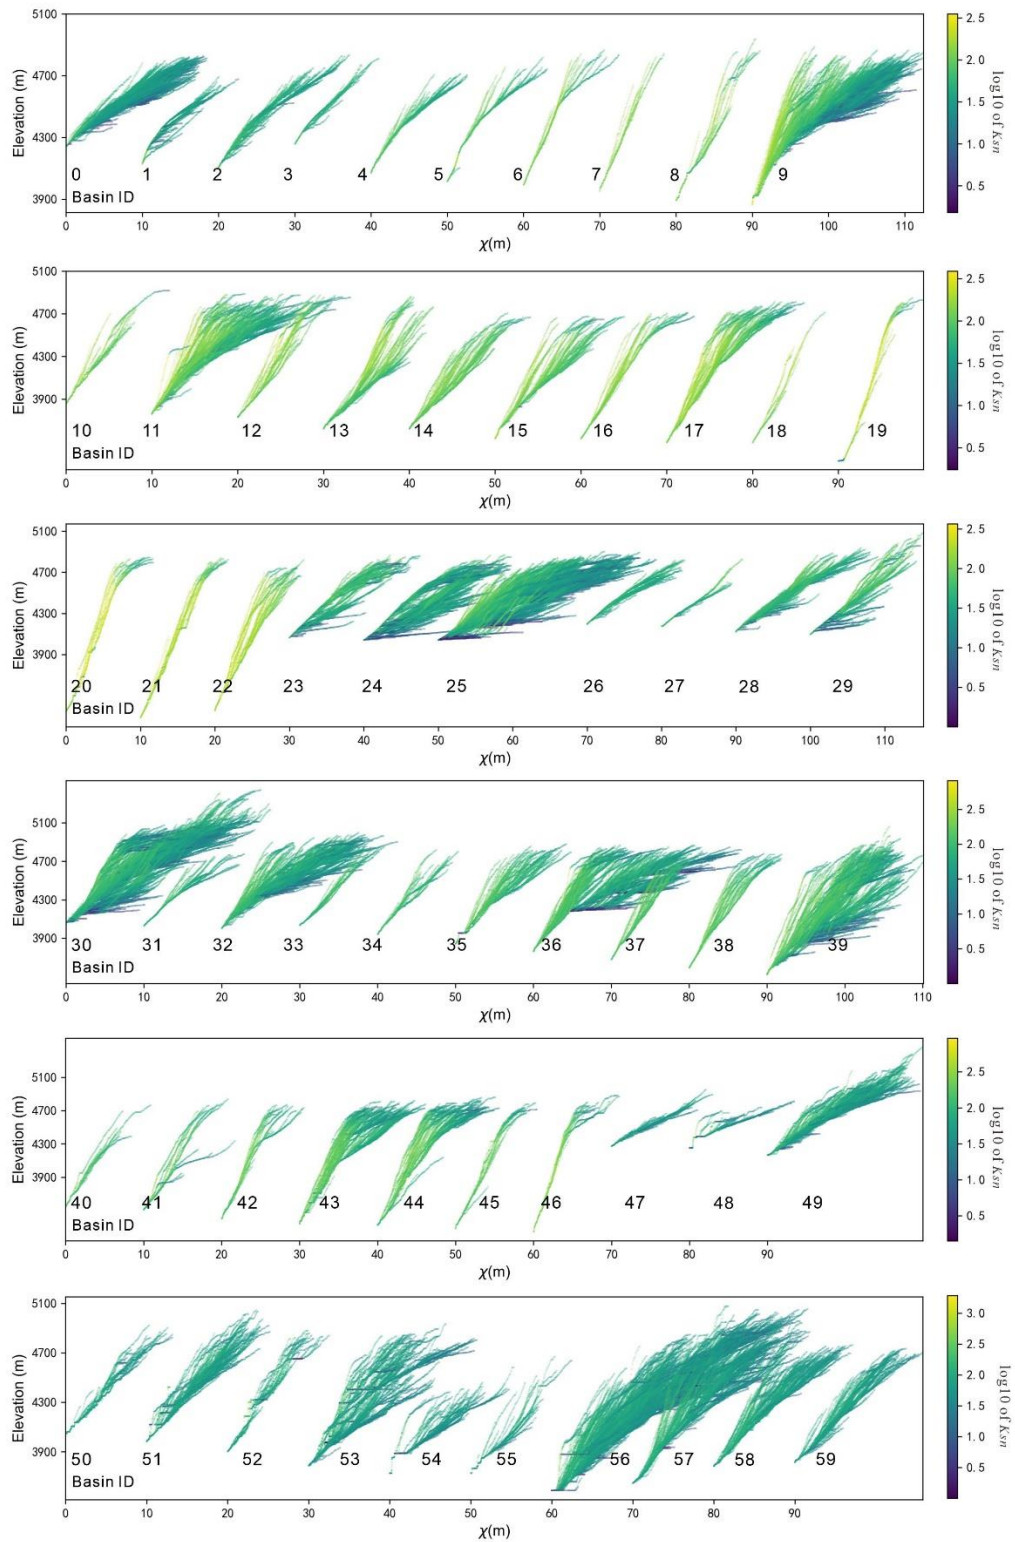 5100
4700
4300
3900
Elevation (m)
0 1 2 3 4 5 6 7 8 9
Basin ID
0 10 20 30 40 50 60 70 80 90 100 110
χ(m)
2.5
2.0
1.5
1.0
0.5
log10 of Ksn
5100
4700
4300
3900
Elevation (m)
10 11 12 13 14 15 16 17 18 19
Basin ID
0 10 20 30 40 50 60 70 80 90
χ(m)
2.5
2.0
1.5
1.0
0.5
log10 of Ksn
5100
4700
4300
3900
Elevation (m)
20 21 22 23 24 25 26 27 28 29
Basin ID
0 10 20 30 40 50 60 70 80 90 100 110
χ(m)
2.5
2.0
1.5
1.0
0.5
log10 of Ksn
5100
4700
4300
3900
Elevation (m)
30 31 32 33 34 35 36 37 38 39
Basin ID
0 10 20 30 40 50 60 70 80 90 100 110
χ(m)
2.5
2.0
1.5
1.0
0.5
log10 of Ksn
5100
4700
4300
3900
Elevation (m)
40 41 42 43 44 45 46 47 48 49
Basin ID
0 10 20 30 40 50 60 70 80 90
χ(m)
2.5
2.0
1.5
1.0
0.5
log10 of Ksn
5100
4700
4300
3900
Elevation (m)
50 51 52 53 54 55 56 57 58 59
Basin ID
0 10 20 30 40 50 60 70 80 90
χ(m)
3.0
2.5
2.0
1.5
1.0
0.5
log10 of Ksn